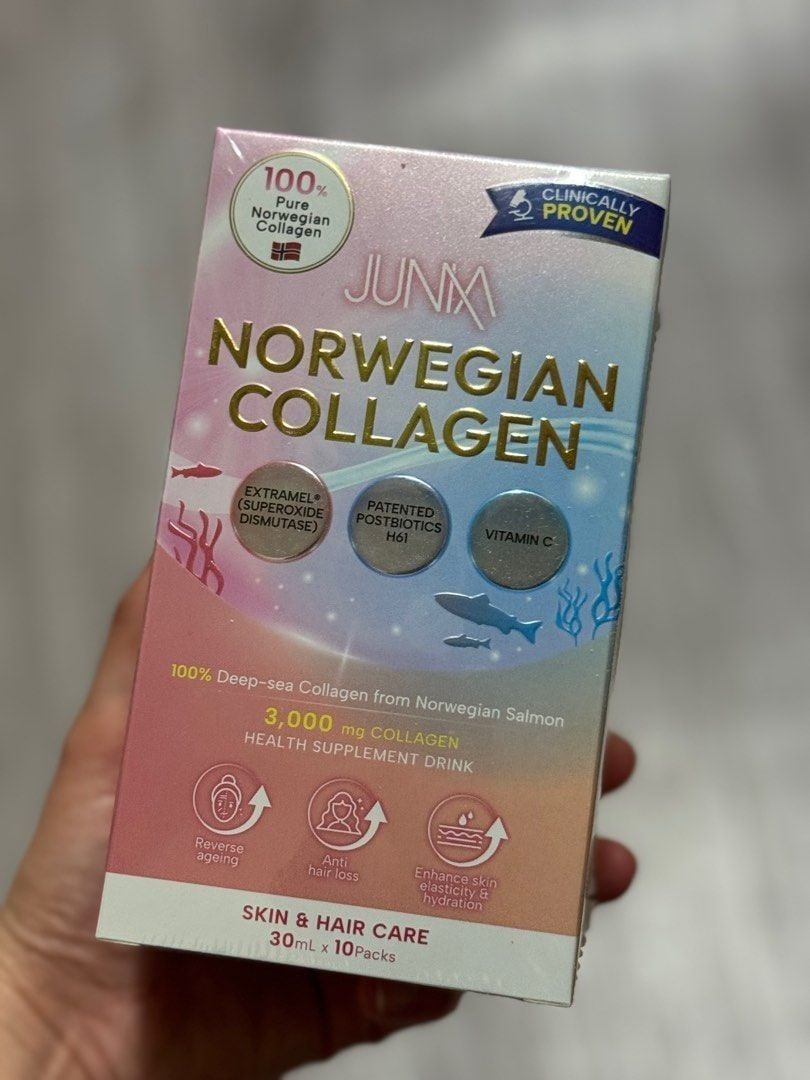 100%
Pure
Norwegian
Collagen
CLINICALLY
PROVEN
NORWEGIAN
COLLAGEN
EXTRAMEL®
(SUPEROXIDE
DISMUTASE)
PATENTED
POSTBIOTICS
H61
VITAMIN C
100% Deep-sea Collagen from Norwegian Salmon
3,000 mg COLLAGEN
HEALTH SUPPLEMENT DRINK
Reverse
ageing
Anti
hair loss
Enhance skin
elasticity &
hydration
SKIN & HAIR CARE
30mL x 10Packs